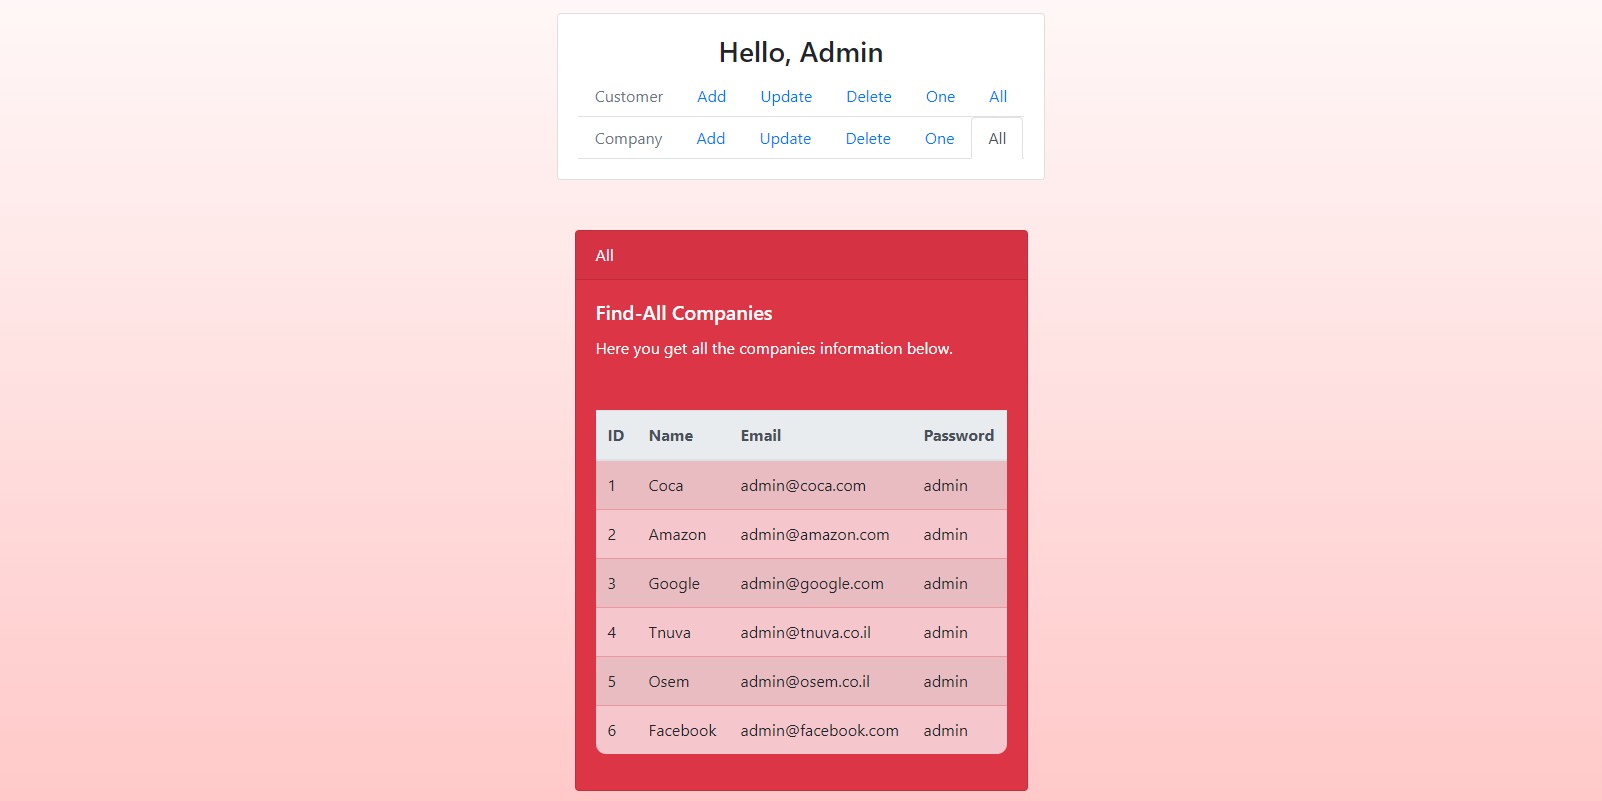 Hello, Admin
Customer Add Update Delete One All
Company Add Update Delete One All
All
Find-All Companies
Here you get all the companies information below.
ID Name Email Password
1 Coca admin@coca.com admin
2 Amazon admin@amazon.com admin
3 Google admin@google.com admin
4 Tnuva admin@tnuva.co.il admin
5 Osem admin@osem.co.il admin
6 Facebook admin@facebook.com admin